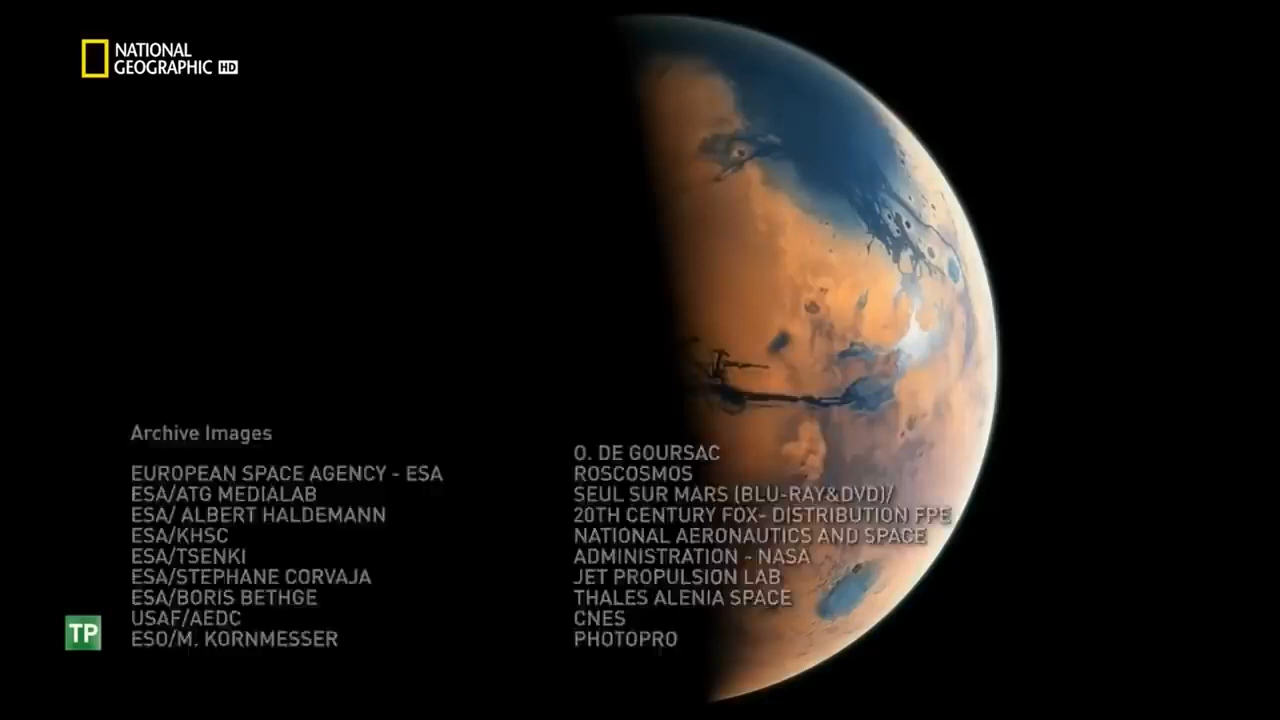 NATIONAL
GEOGRAPHIC HD
Archive Images
EUROPEAN SPACE AGENCY - ESA
ESA/ATG MEDIALAB
ESA/ ALBERT HALDEMANN
ESA/KHSC
ESA/TSENKI
ESA/STEPHANE CORVAJA
ESA/BORIS BETHGE
USAF/AEDC
ESO/M. KORNMESSER
O. DE GOURSAC
ROSCOSMOS
SEUL SUR MARS (BLU-RAY&DVD)/
20TH CENTURY FOX- DISTRIBUTION FPE
NATIONAL AERONAUTICS AND SPACE
ADMINISTRATION - NASA
JET PROPULSION LAB
THALES ALENIA SPACE
CNES
PHOTOPRO
TP